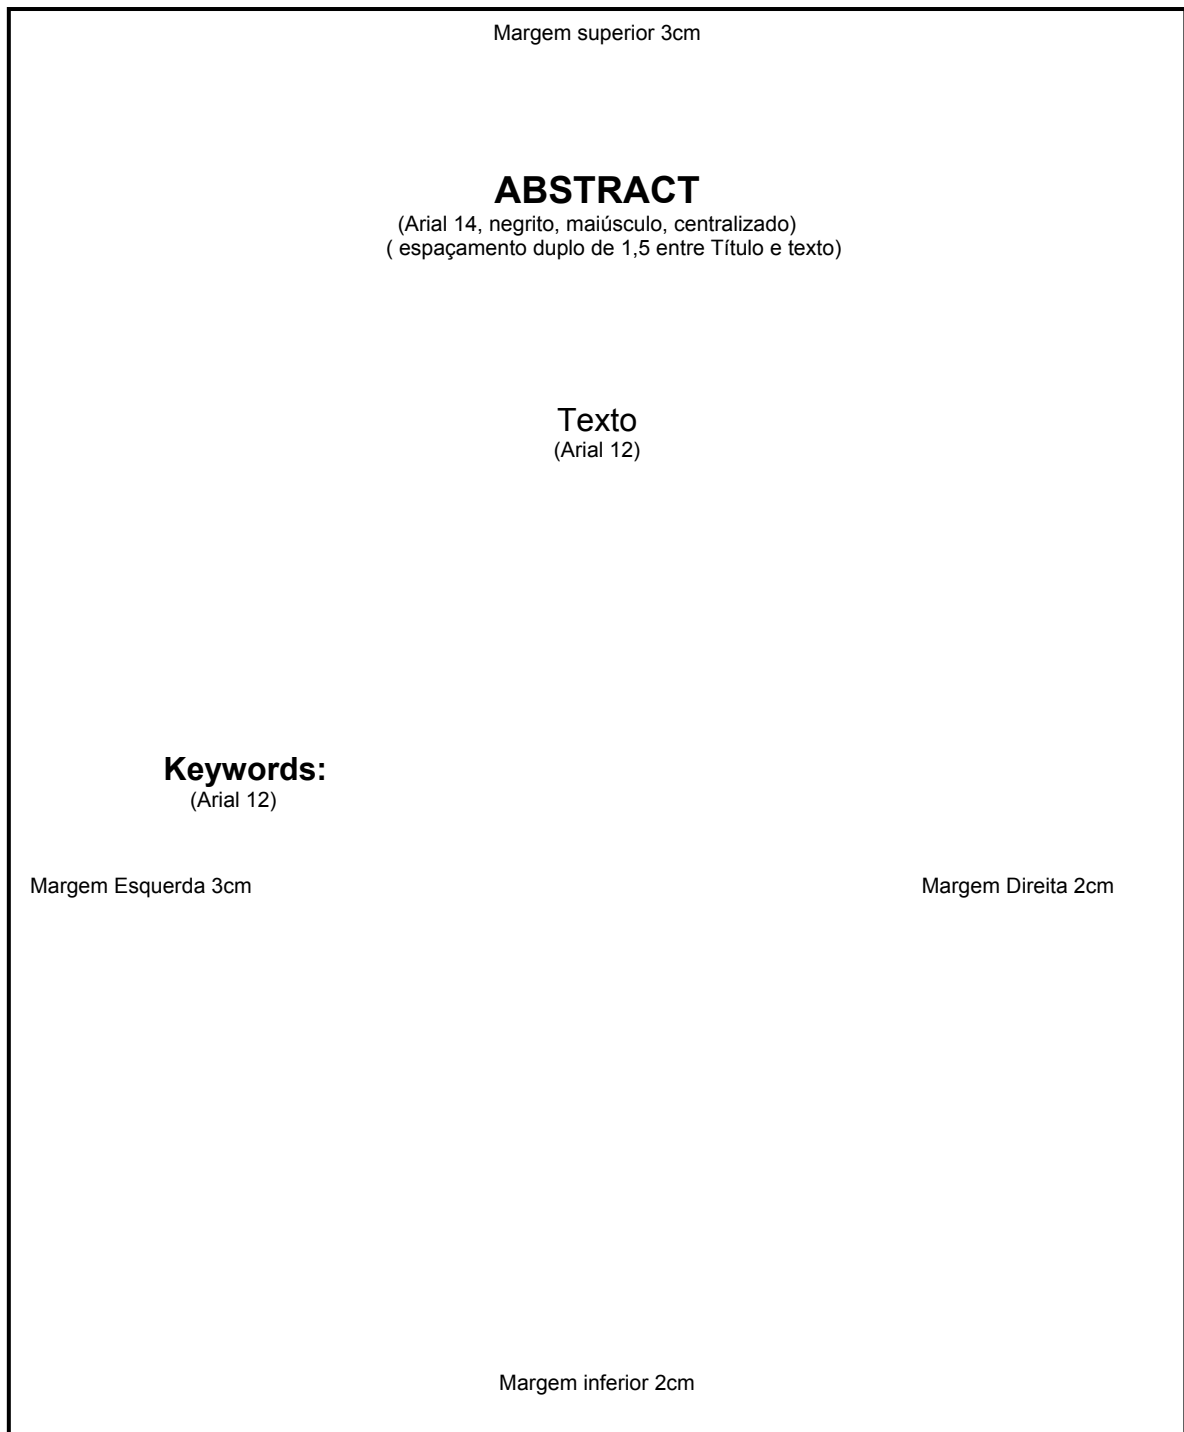 Margem superior 3cm
ABSTRACT
(Arial 14, negrito, maiúsculo, centralizado)
( espaçamento duplo de 1,5 entre Título e texto)
Texto
(Arial 12)
Keywords:
(Arial 12)
Margem Esquerda 3cm Margem Direita 2cm
Margem inferior 2cm